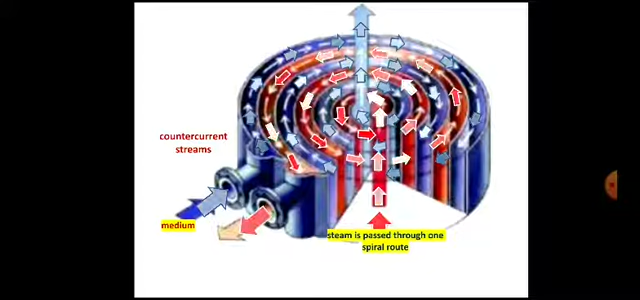 countercurrent
streams
medium
steam is passed through one
spiral route